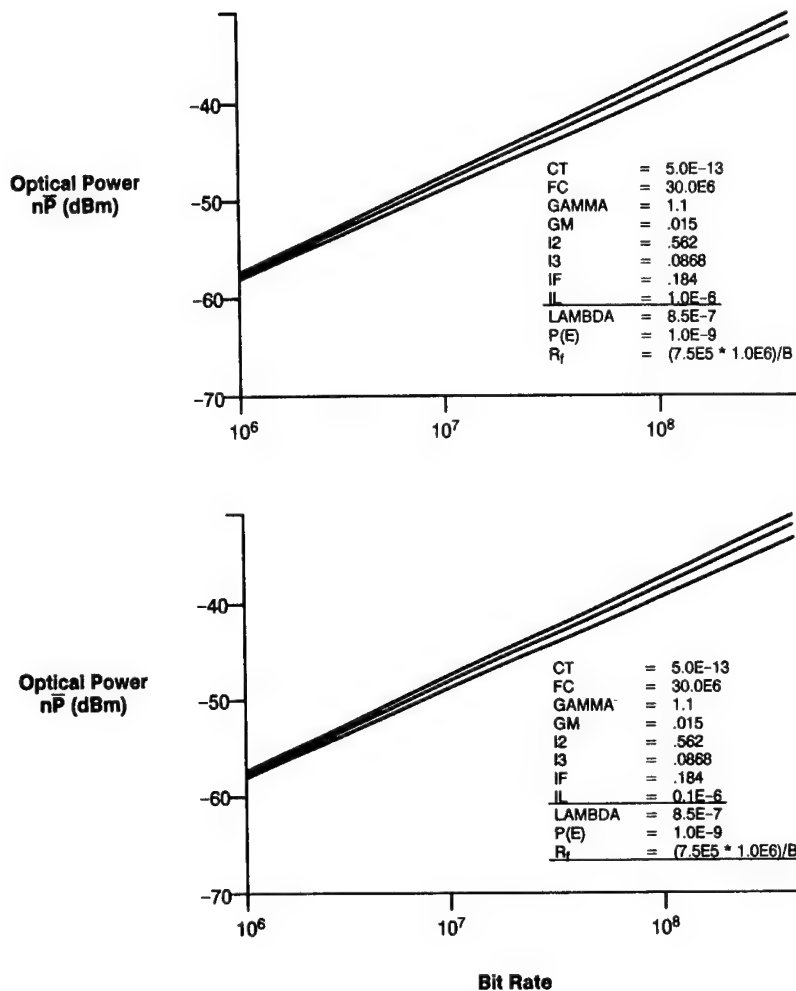 -40
Optical Power
nP̅ (dBm)
-50
-60
-70
10⁶
10⁷
10⁸
CT = 5.0E-13
FC = 30.0E6
GAMMA = 1.1
GM = .015
I2 = .562
I3 = .0868
IF = .184
IL = 1.0E-6
LAMBDA = 8.5E-7
P(E) = 1.0E-9
R_f = (7.5E5 * 1.0E6)/B
-40
Optical Power
nP̅ (dBm)
-50
-60
-70
10⁶
10⁷
10⁸
CT = 5.0E-13
FC = 30.0E6
GAMMA = 1.1
GM = .015
I2 = .562
I3 = .0868
IF = .184
IL = 0.1E-6
LAMBDA = 8.5E-7
P(E) = 1.0E-9
R_f = (7.5E5 * 1.0E6)/B
Bit Rate